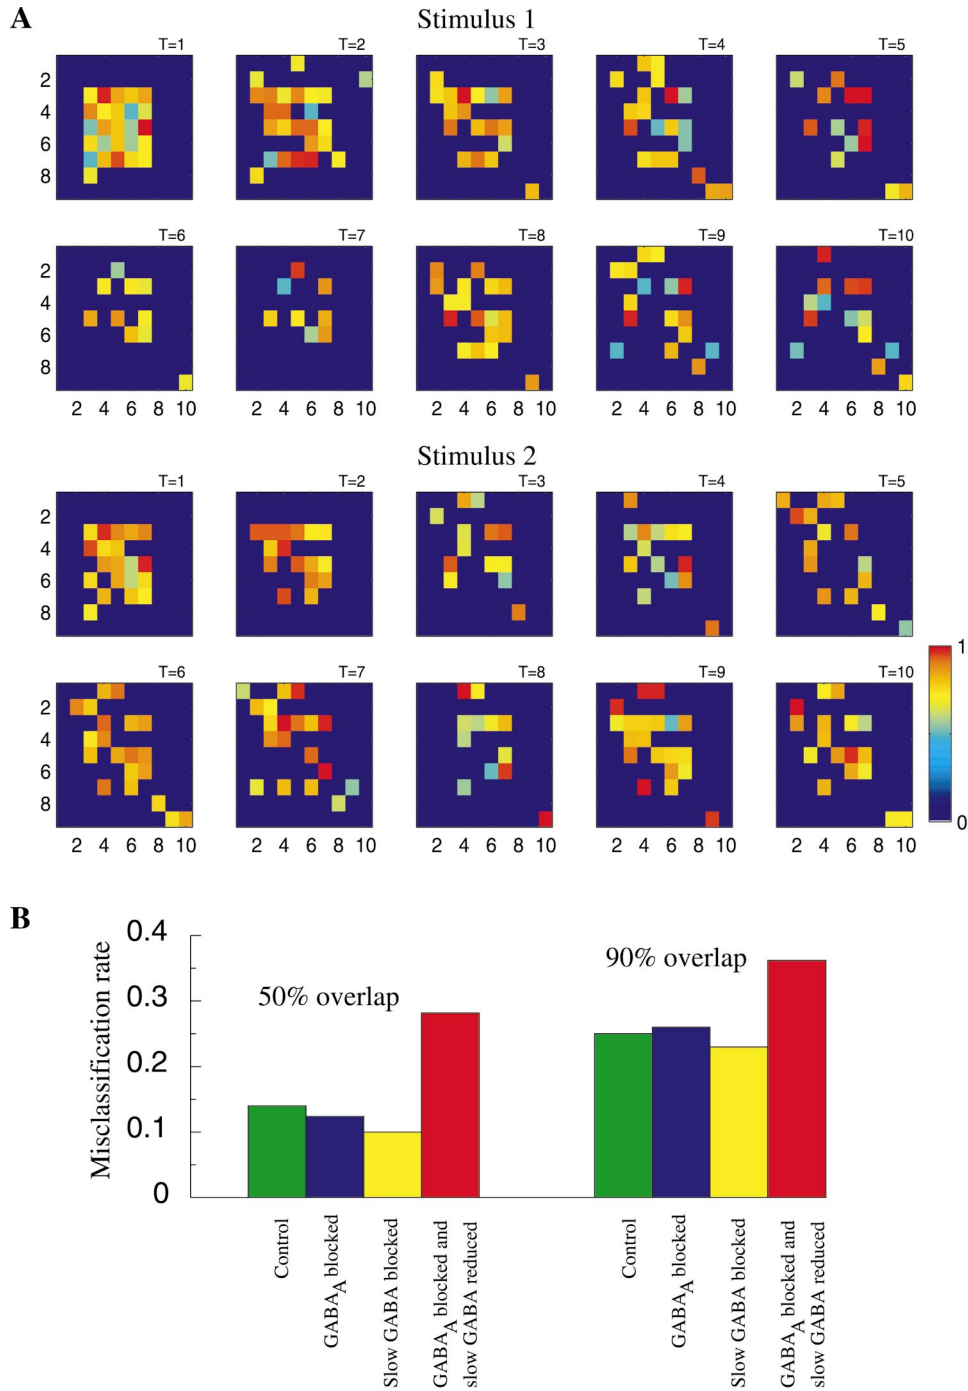 A
Stimulus 1
T=1 T=2 T=3 T=4 T=5
2
4
6
8
T=6 T=7 T=8 T=9 T=10
2
4
6
8
2 4 6 8 10 2 4 6 8 10 2 4 6 8 10 2 4 6 8 10 2 4 6 8 10
Stimulus 2
T=1 T=2 T=3 T=4 T=5
2
4
6
8
1
T=6 T=7 T=8 T=9 T=10
2
4
6
8
0
2 4 6 8 10 2 4 6 8 10 2 4 6 8 10 2 4 6 8 10 2 4 6 8 10
B
Misclassification rate
0.4
0.3
0.2
0.1
0
50% overlap
90% overlap
Control
GABAA blocked
Slow GABA blocked
GABAA blocked and
slow GABA reduced
Control
GABAA blocked
Slow GABA blocked
GABAA blocked and
slow GABA reduced